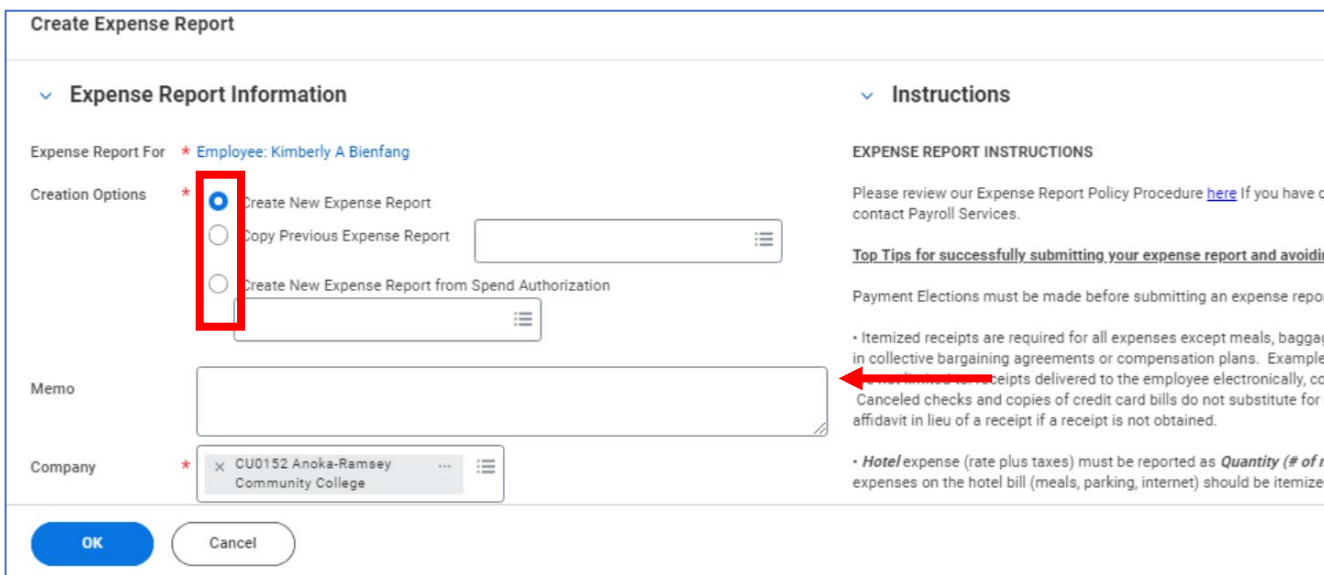 Create Expense Report
Expense Report Information
Expense Report For * Employee: Kimberly A Bienfang
Creation Options *
Create New Expense Report
Copy Previous Expense Report
Create New Expense Report from Spend Authorization
Memo
Company * × CU0152 Anoka-Ramsey ...
Community College
OK Cancel
Instructions
EXPENSE REPORT INSTRUCTIONS
Please review our Expense Report Policy Procedure here If you have
contact Payroll Services.
Top Tips for successfully submitting your expense report and
Payment Elections must be made before submitting an expense
• Itemized receipts are required for all expenses except meals,
in collective bargaining agreements or compensation plans.
receipts delivered to the employee electronically,
Canceled checks and copies of credit card bills do not substitute for
affidavit in lieu of a receipt if a receipt is not obtained.
• Hotel expense (rate plus taxes) must be reported as Quantity (# of
expenses on the hotel bill (meals, parking, internet) should be